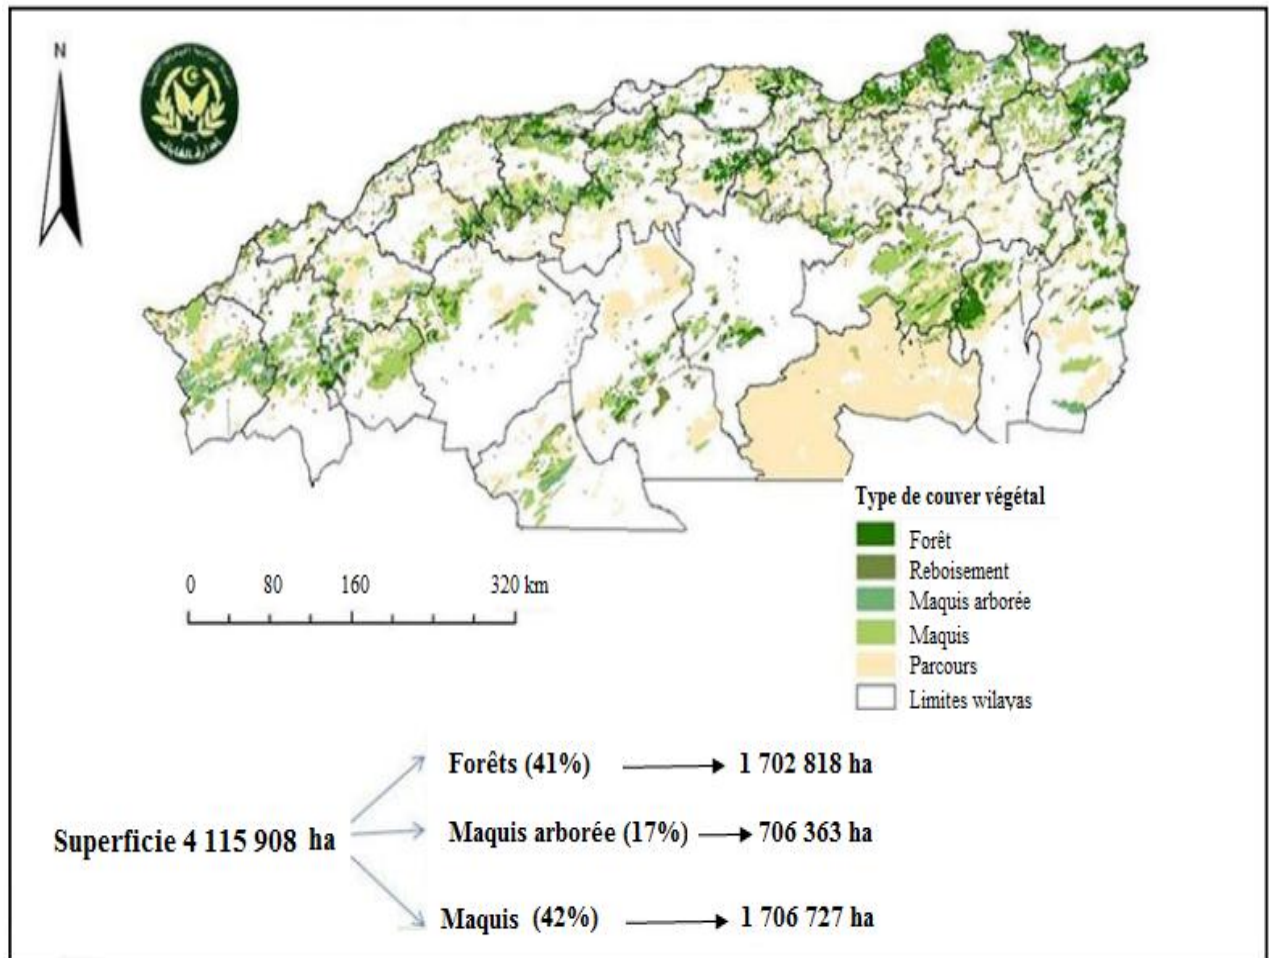 N
Type de couver végétal
Forêt
Reboisement
Maquis arborée
Maquis
Parcours
Limites wilayas
0 80 160 320 km
Forêts (41%) 1 702 818 ha
Superficie 4 115 908 ha
Maquis arborée (17%) 706 363 ha
Maquis (42%) 1 706 727 ha